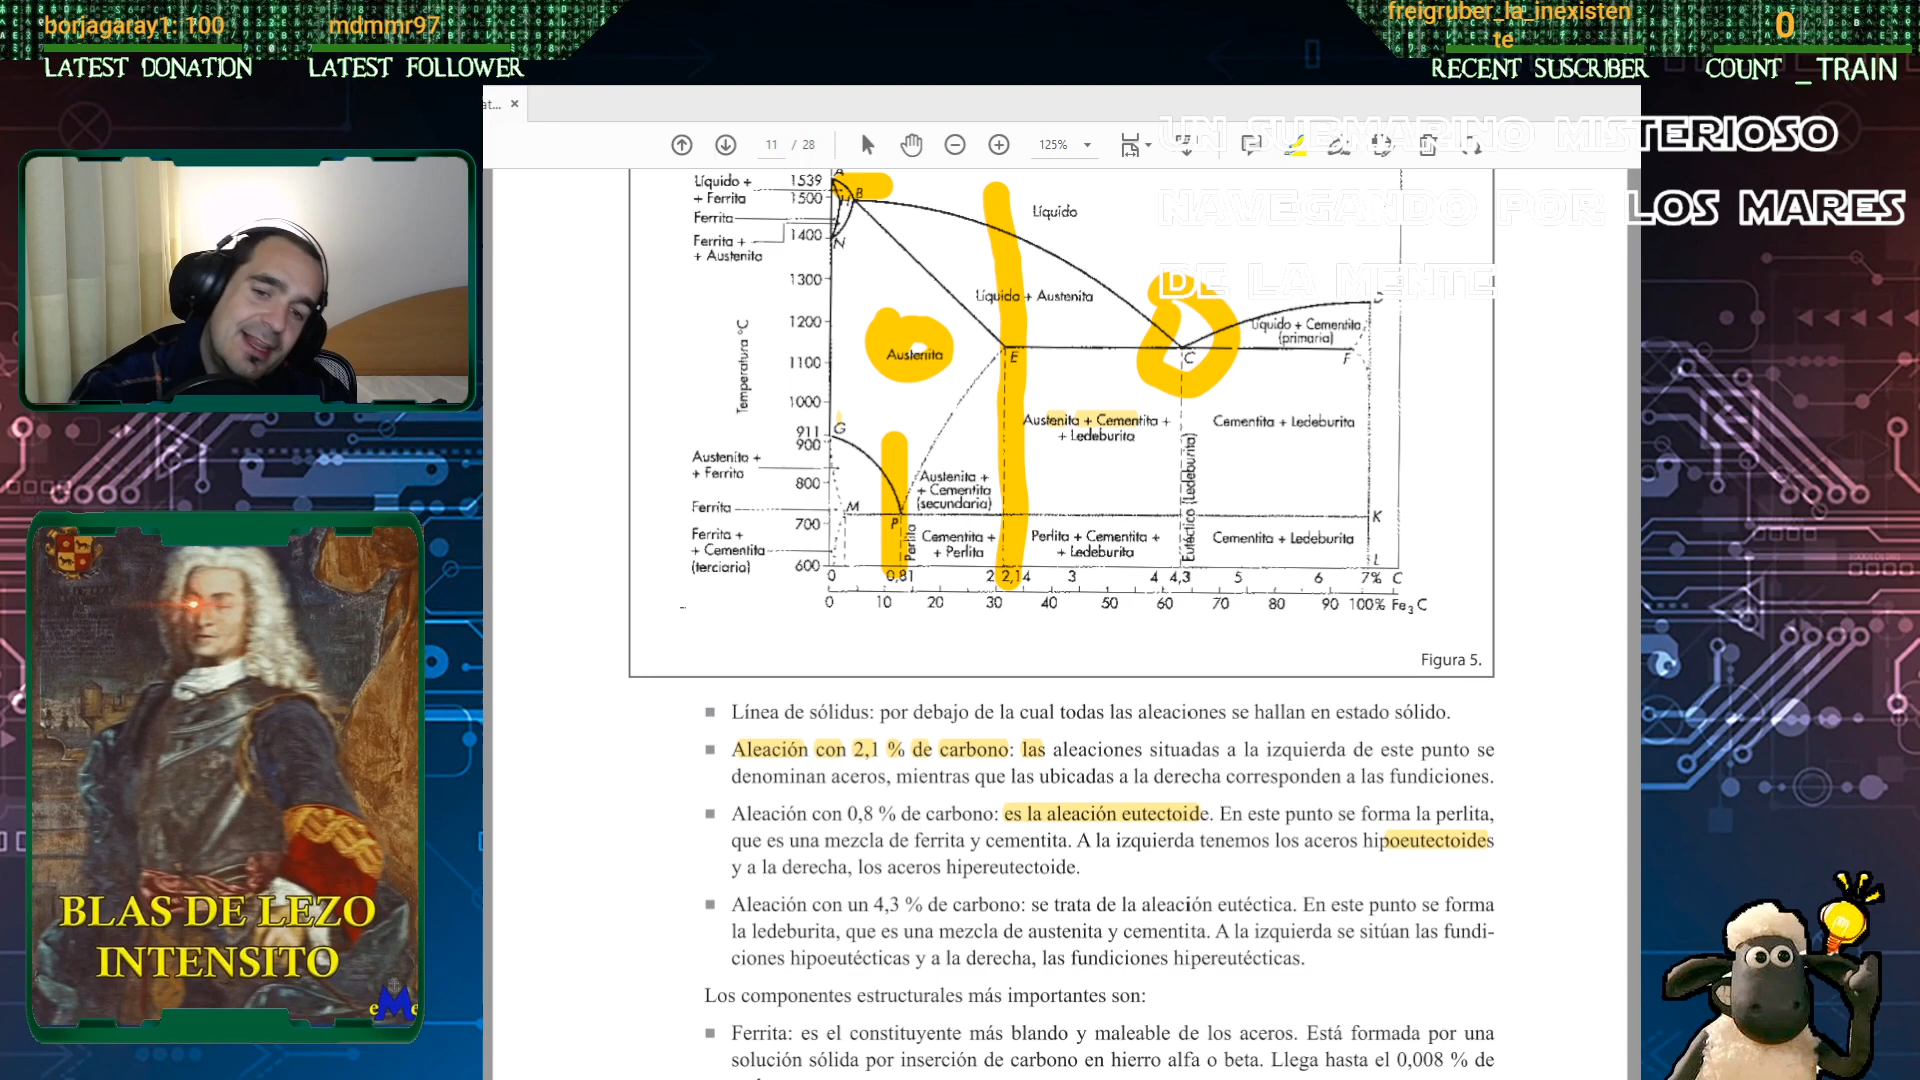 borjagaray1: 100
LATEST DONATION
mdmmr97
LATEST FOLLOWER
freigruber_la_inexisten
te
RECENT SUSCRIBER
0
COUNT _TRAIN
at... ×
11 / 28
125%
UN SUBMARINO MISTERIOSO
NAVEGANDO POR LOS MARES
DE LA MENTE
Temperatura °C
1539
1500
1400
1300
1200
1100
1000
911
900
800
700
600
Líquido +
+ Ferrita
Ferrita
Ferrita +
+ Austenita
Austenita +
+ Ferrita
Ferrita
Ferrita +
+ Cementita
(terciaria)
A
H
B
N
G
M
P
E
C
D
F
K
L
Líquido
Líquido + Austenita
Líquido + Cementita
(primaria)
Austenita
Austenita + Cementita +
+ Ledeburita
Cementita + Ledeburita
Austenita +
+ Cementita
(secundaria)
Perlita
Cementita +
+ Perlita
Perlita + Cementita +
+ Ledeburita
Eutéctico (Ledeburita)
Cementita + Ledeburita
0 0,8 1 2 2,14 3 4 4,3 5 6 7% C
0 10 20 30 40 50 60 70 80 90 100% Fe3 C
Figura 5.
■ Línea de sólidus: por debajo de la cual todas las aleaciones se hallan en estado sólido.
■ Aleación con 2,1 % de carbono: las aleaciones situadas a la izquierda de este punto se
denominan aceros, mientras que las ubicadas a la derecha corresponden a las fundiciones.
■ Aleación con 0,8 % de carbono: es la aleación eutectoide. En este punto se forma la perlita,
que es una mezcla de ferrita y cementita. A la izquierda tenemos los aceros hipoeutectoides
y a la derecha, los aceros hipereutectoide.
■ Aleación con un 4,3 % de carbono: se trata de la aleación eutéctica. En este punto se forma
la ledeburita, que es una mezcla de austenita y cementita. A la izquierda se sitúan las fundi-
ciones hipoeutécticas y a la derecha, las fundiciones hipereutécticas.
Los componentes estructurales más importantes son:
■ Ferrita: es el constituyente más blando y maleable de los aceros. Está formada por una
solución sólida por inserción de carbono en hierro alfa o beta. Llega hasta el 0,008 % de
BLAS DE LEZO
INTENSITO
eMe